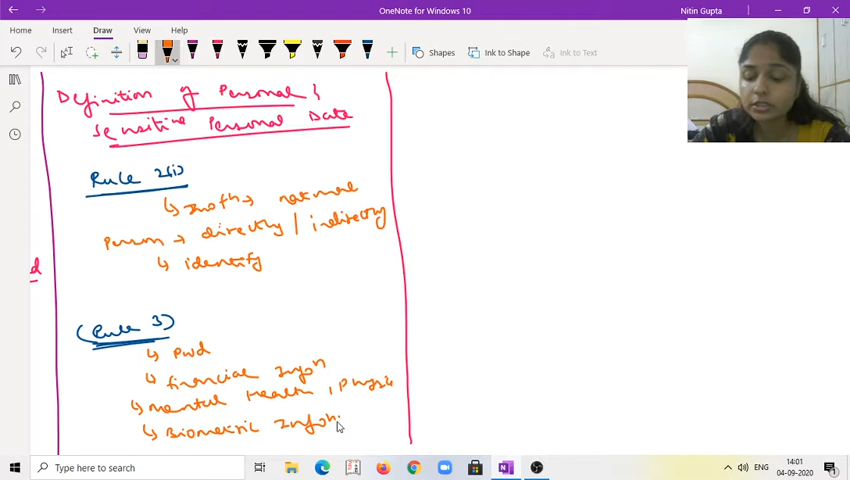 OneNote for Windows 10
Nitin Gupta
Home Insert Draw View Help
Shapes Ink to Shape Ink to Text
Definition of Personal &
Sensitive Personal Date
Rule 2(i)
Infoⁿ → natural
Person → directly / indirectly
↳ identify
d
(Rule 3)
↳ Pwd
↳ financial Infoⁿ
↳ mental Health, Physic
↳ Biometric Infoⁿ
Type here to search
ENG
14:01
04-09-2020